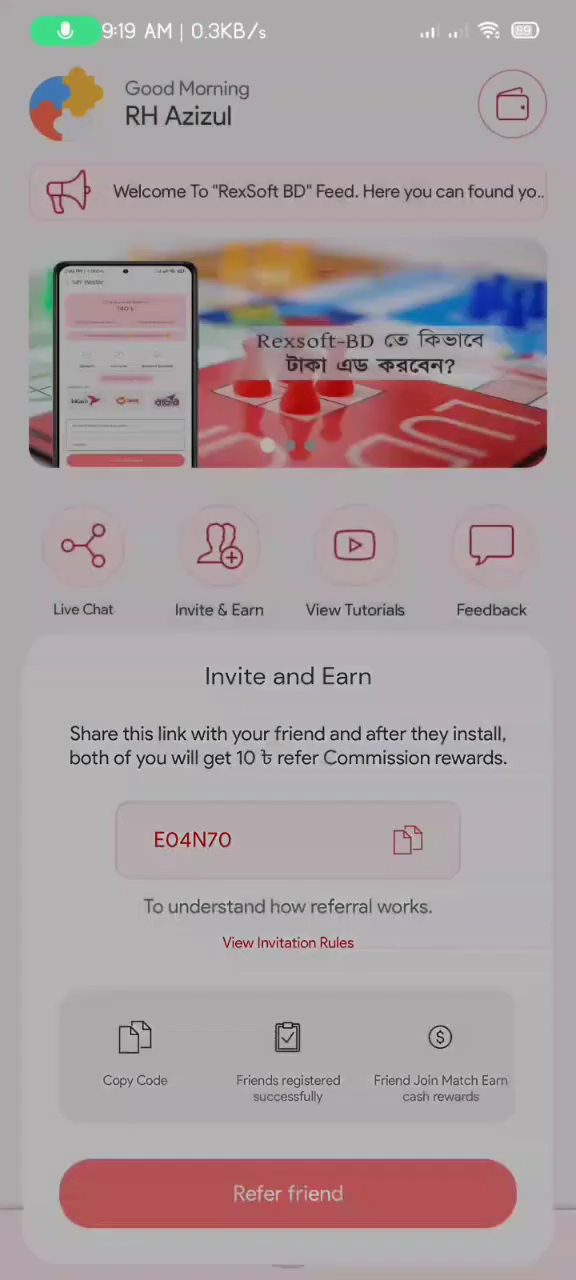 9:19 AM | 0.3KB/s
89
Good Morning
RH Azizul
Welcome To "RexSoft BD" Feed. Here you can found yo..
Rexsoft-BD তে কিভাবে
টাকা এড করবেন?
Live Chat
Invite & Earn
View Tutorials
Feedback
Invite and Earn
Share this link with your friend and after they install,
both of you will get 10 ৳ refer Commission rewards.
E04N70
To understand how referral works.
View Invitation Rules
Copy Code
Friends registered
successfully
Friend Join Match Earn
cash rewards
Refer friend